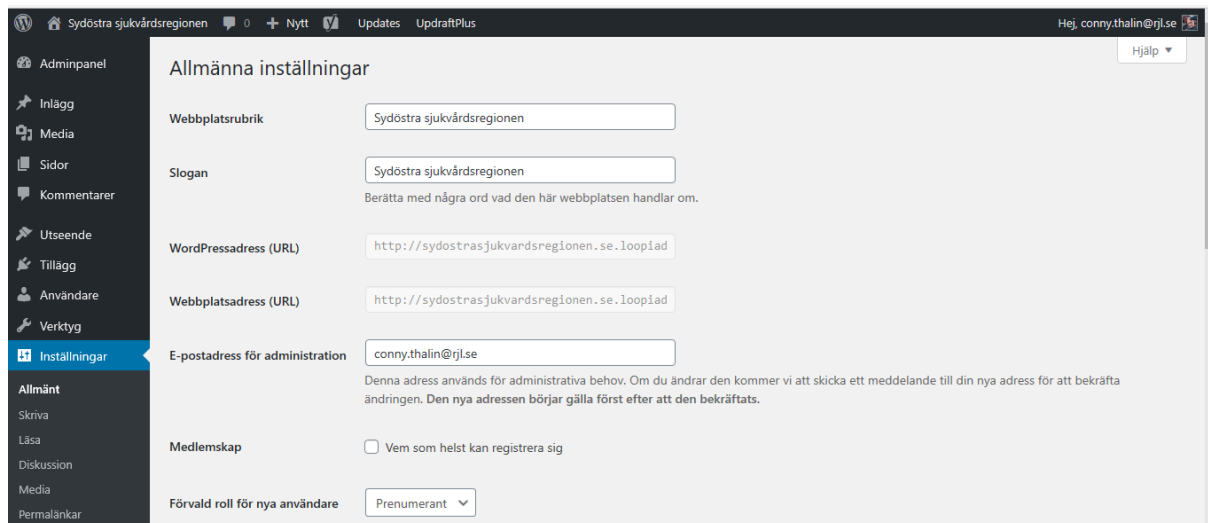 Sydöstra sjukvårdsregionen 0 + Nytt Updates UpdraftPlus Hej, conny.thalin@rjl.se
Hjälp
Adminpanel
Inlägg
Media
Sidor
Kommentarer
Utseende
Tillägg
Användare
Verktyg
Inställningar
Allmänt
Skriva
Läsa
Diskussion
Media
Permalänkar
Allmänna inställningar
Webbplatsrubrik Sydöstra sjukvårdsregionen
Slogan Sydöstra sjukvårdsregionen
Berätta med några ord vad den här webbplatsen handlar om.
WordPressadress (URL) http://sydostrasjukvardsregionen.se.loopiad
Webbplatsadress (URL) http://sydostrasjukvardsregionen.se.loopiad
E-postadress för administration conny.thalin@rjl.se
Denna adress används för administrativa behov. Om du ändrar den kommer vi att skicka ett meddelande till din nya adress för att bekräfta
ändringen. Den nya adressen börjar gälla först efter att den bekräftats.
Medlemskap Vem som helst kan registrera sig
Förvald roll för nya användare Prenumerant